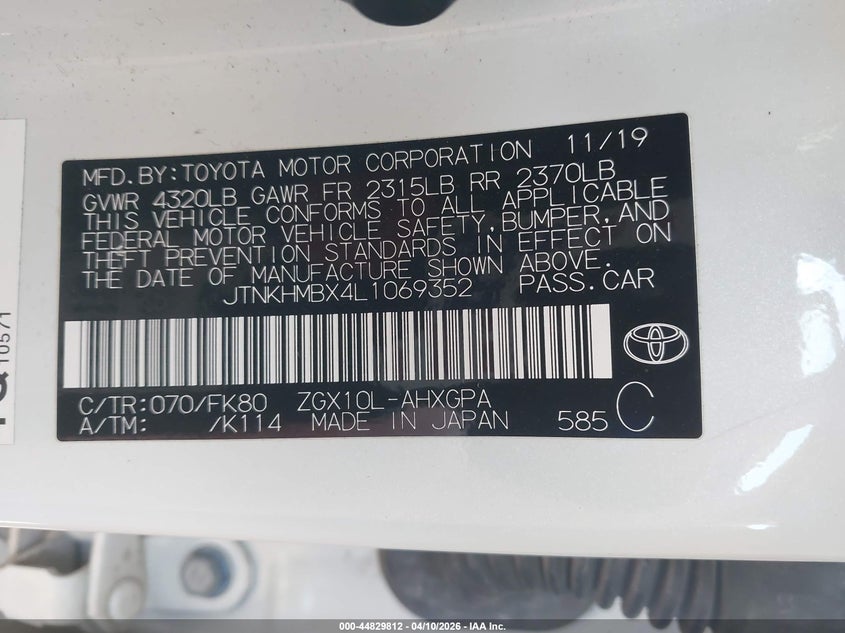 MFD.BY:TOYOTA MOTOR CORPORATION 11/19
GVWR 4320LB GAWR FR 2315LB RR 2370LB
THIS VEHICLE CONFORMS TO ALL APPLICABLE
FEDERAL MOTOR VEHICLE SAFETY,BUMPER,AND
THEFT PREVENTION STANDARDS IN EFFECT ON
THE DATE OF MANUFACTURE SHOWN ABOVE.
JTNKHMBX4L1069352 PASS.CAR
C/TR:070/FK80 ZGX10L-AHXGPA
A/TM: /K114 MADE IN JAPAN 585 C
10571
000-44829812 - 04/10/2026 - IAA Inc.